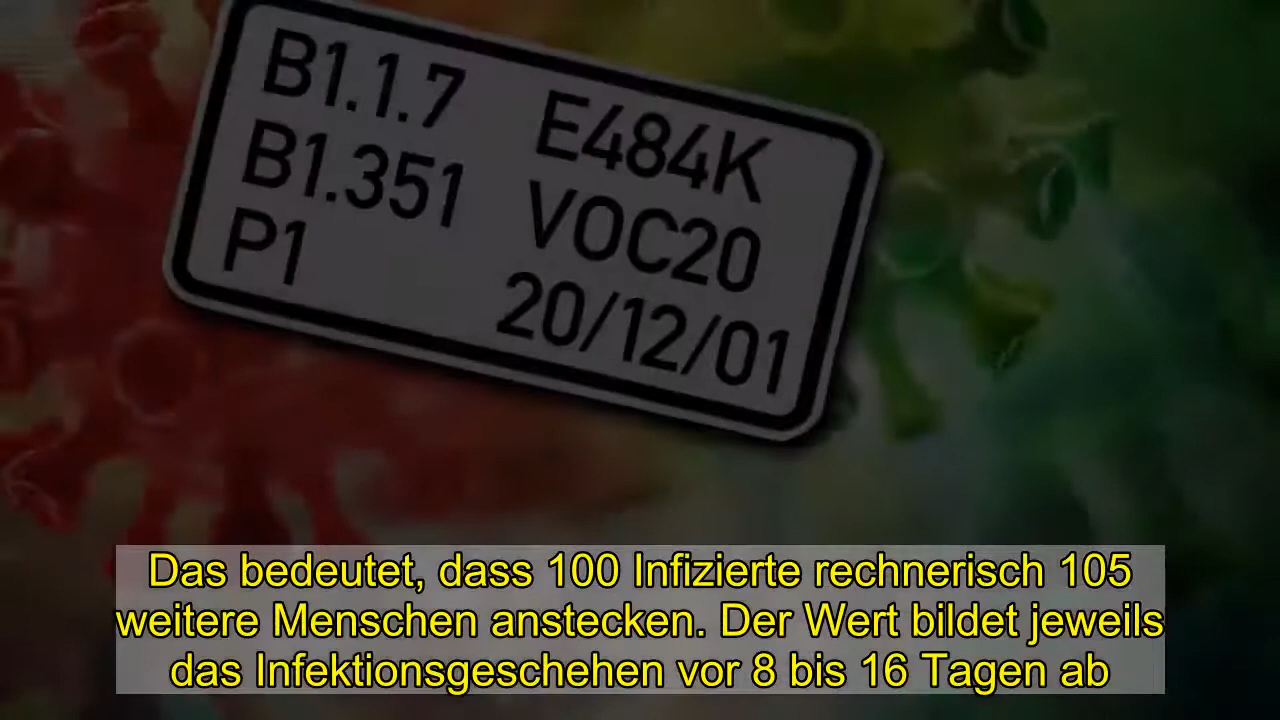 B1.1.7
B1.351
P1
E484K
VOC20
20/12/01
Das bedeutet, dass 100 Infizierte rechnerisch 105
weitere Menschen anstecken. Der Wert bildet jeweils
das Infektionsgeschehen vor 8 bis 16 Tagen ab